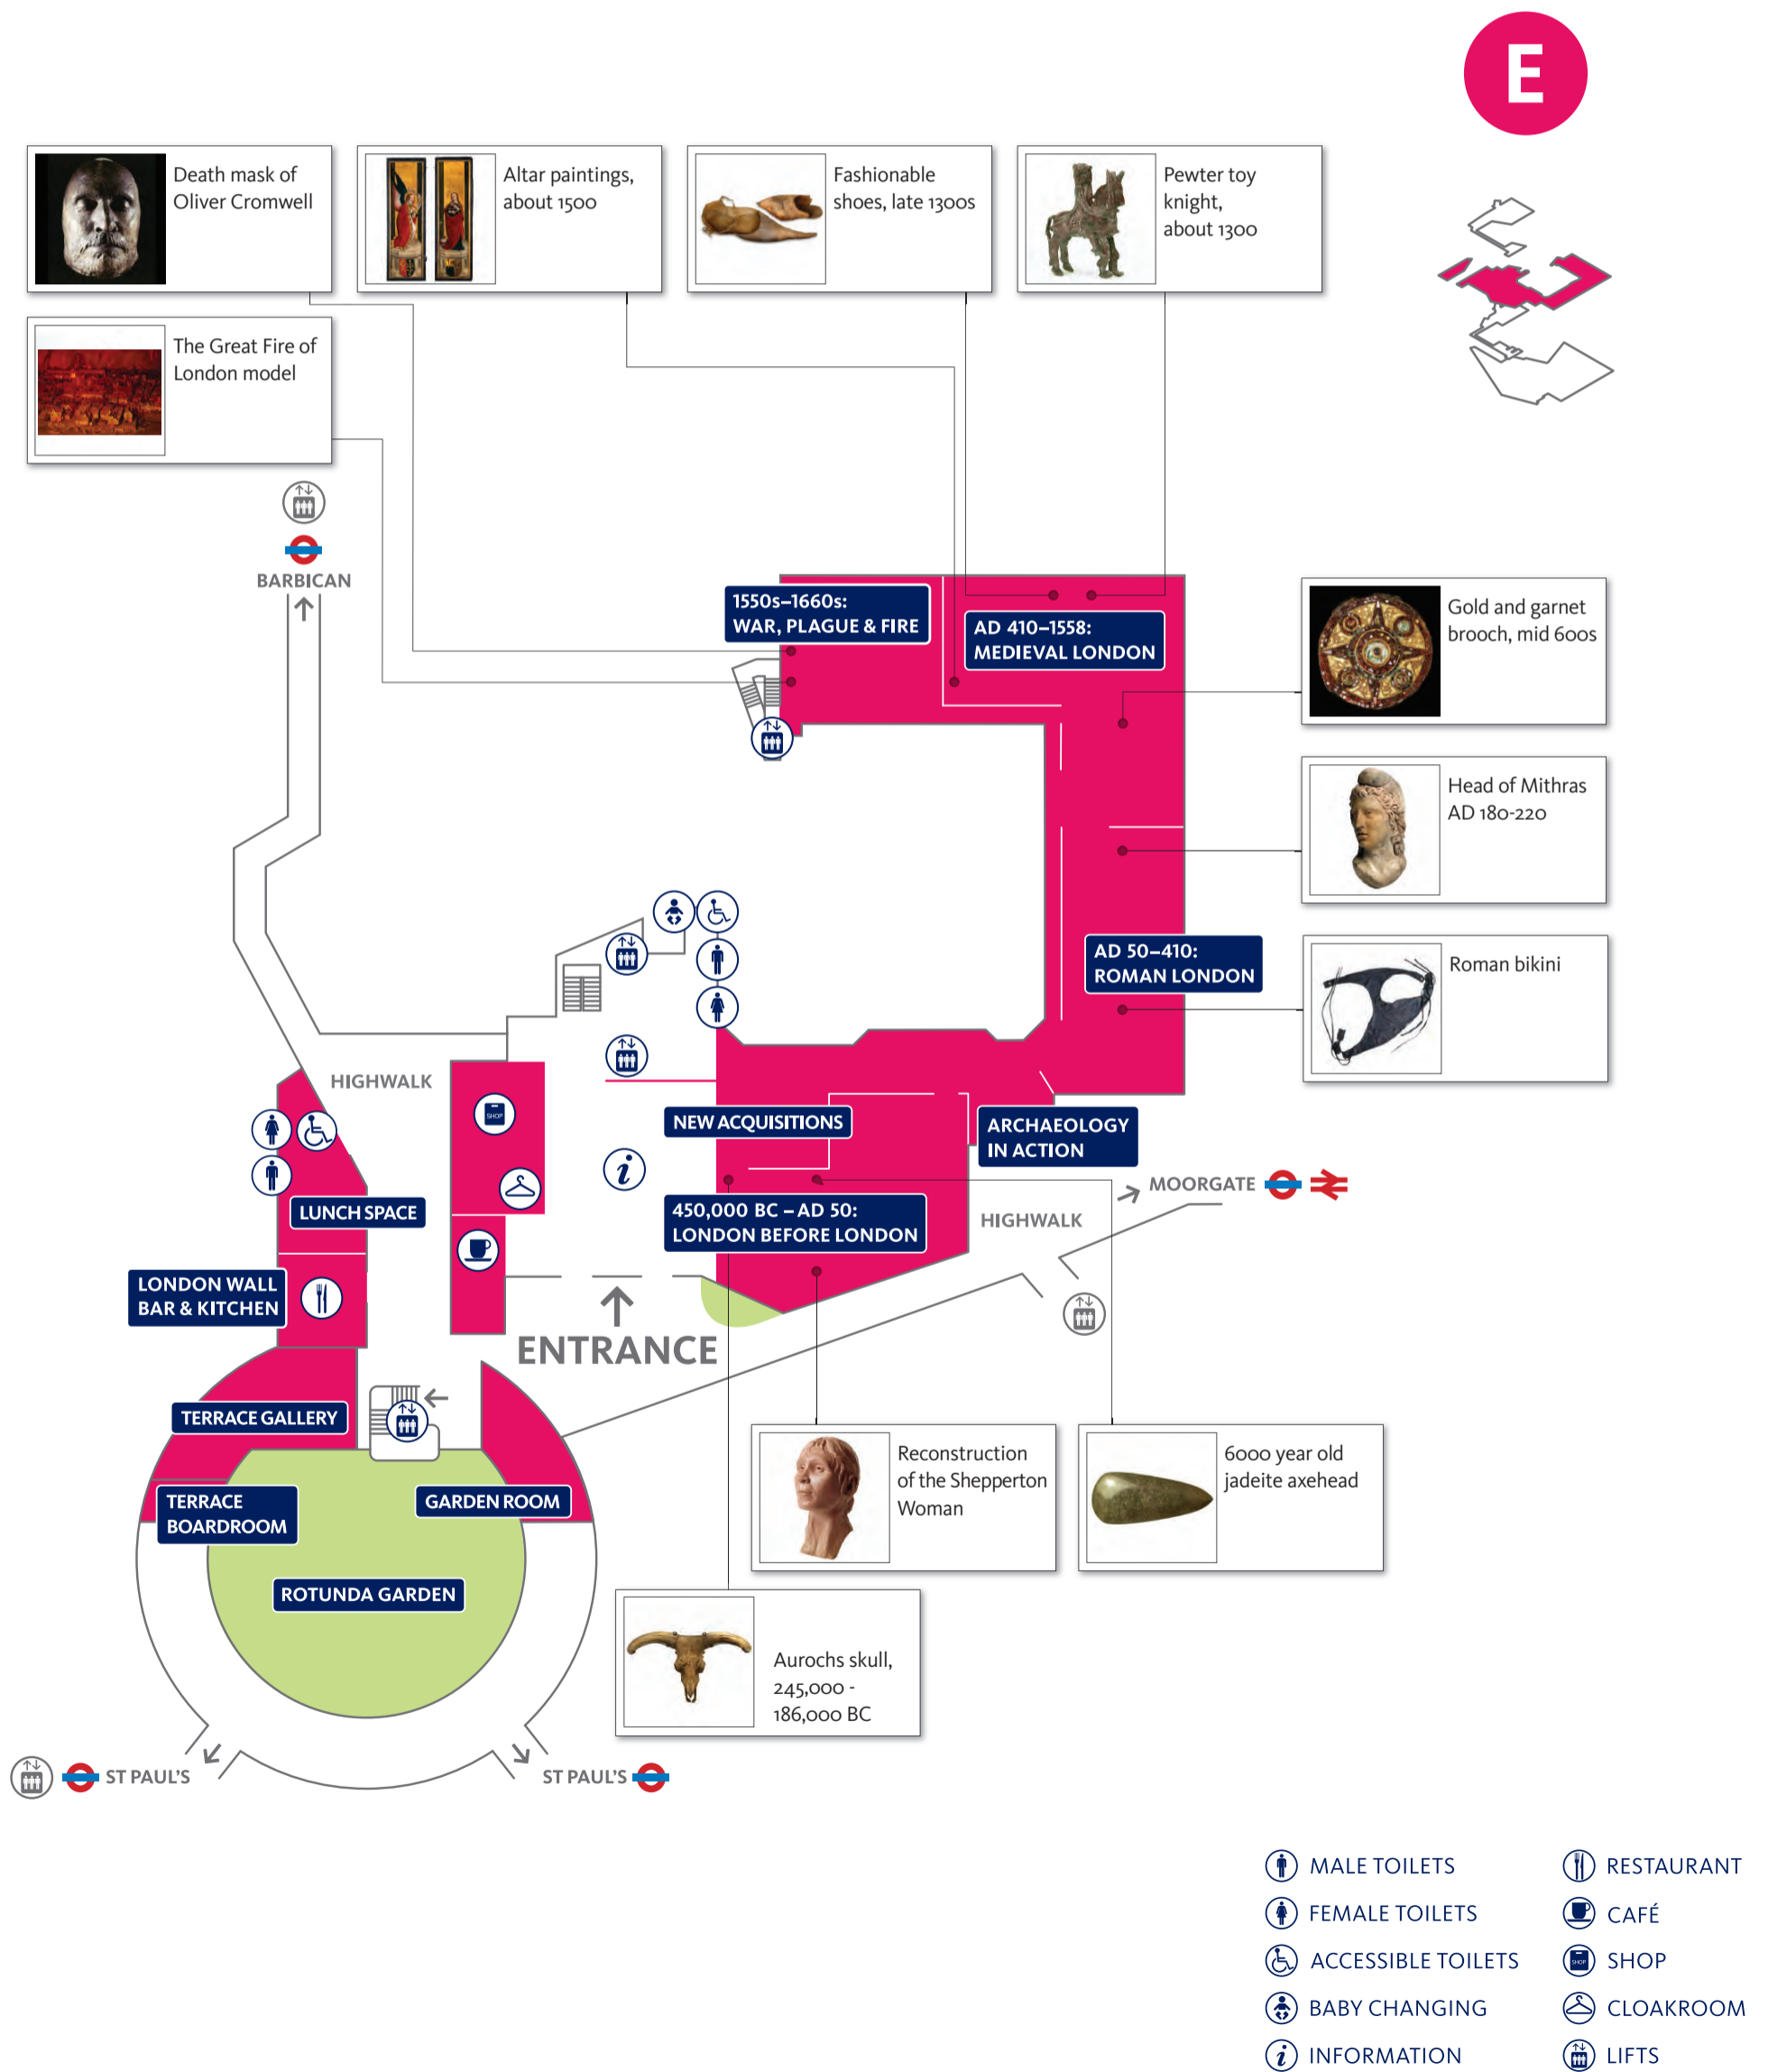 E
Death mask of
Oliver Cromwell
Altar paintings,
about 1500
Fashionable
shoes, late 1300s
Pewter toy
knight,
about 1300
The Great Fire of
London model
BARBICAN
1550s–1660s:
WAR, PLAGUE & FIRE
AD 410–1558:
MEDIEVAL LONDON
Gold and garnet
brooch, mid 600s
Head of Mithras
AD 180-220
AD 50–410:
ROMAN LONDON
Roman bikini
HIGHWALK
SHOP
NEW ACQUISITIONS
ARCHAEOLOGY
IN ACTION
i
MOORGATE
LUNCH SPACE
450,000 BC – AD 50:
LONDON BEFORE LONDON
HIGHWALK
LONDON WALL
BAR & KITCHEN
ENTRANCE
TERRACE GALLERY
TERRACE
BOARDROOM
GARDEN ROOM
Reconstruction
of the Shepperton
Woman
6000 year old
jadeite axehead
ROTUNDA GARDEN
Aurochs skull,
245,000 -
186,000 BC
ST PAUL'S
ST PAUL'S
MALE TOILETS
RESTAURANT
FEMALE TOILETS
CAFÉ
ACCESSIBLE TOILETS
SHOP
SHOP
BABY CHANGING
CLOAKROOM
i
INFORMATION
LIFTS